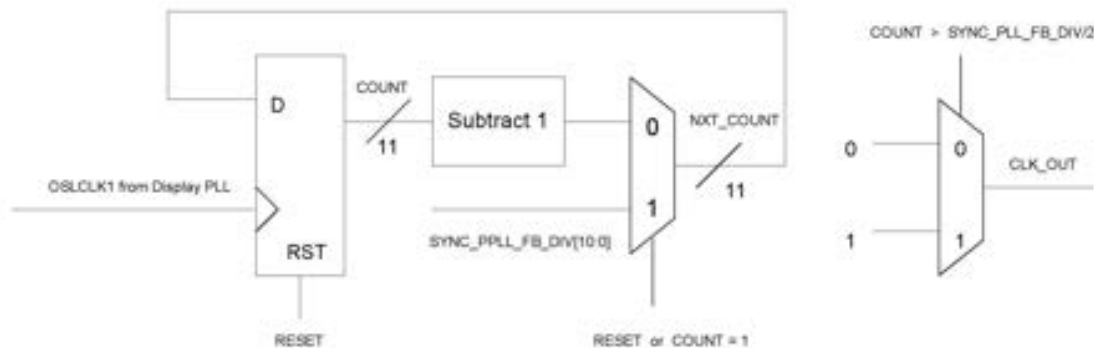 COUNT > SYNC_PLL_FB_DIV/2
D
COUNT
11
Subtract 1
0
NXT_COUNT
11
0
0
CLK_OUT
OSLCLK1 from Display PLL
1
SYNC_PPLL_FB_DIV[10:0]
1
1
RST
RESET
RESET or COUNT = 1